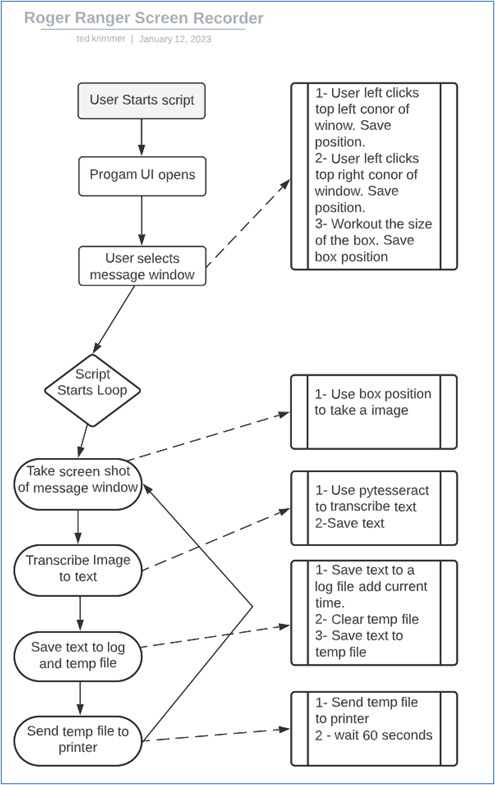 Roger Ranger Screen Recorder
ted krimmer | January 12, 2023
User Starts script
Progam UI opens
User selects
message window
1- User left clicks
top left conor of
winow. Save
position.
2- User left clicks
top right conor of
window. Save
position.
3- Workout the size
of the box. Save
box position
Script
Starts Loop
Take screen shot
of message window
1- Use box position
to take a image
Transcribe Image
to text
1- Use pytesseract
to transcribe text
2-Save text
Save text to log
and temp file
1- Save text to a
log file add current
time.
2- Clear temp file
3- Save text to
temp file
Send temp file to
printer
1- Send temp file
to printer
2 - wait 60 seconds